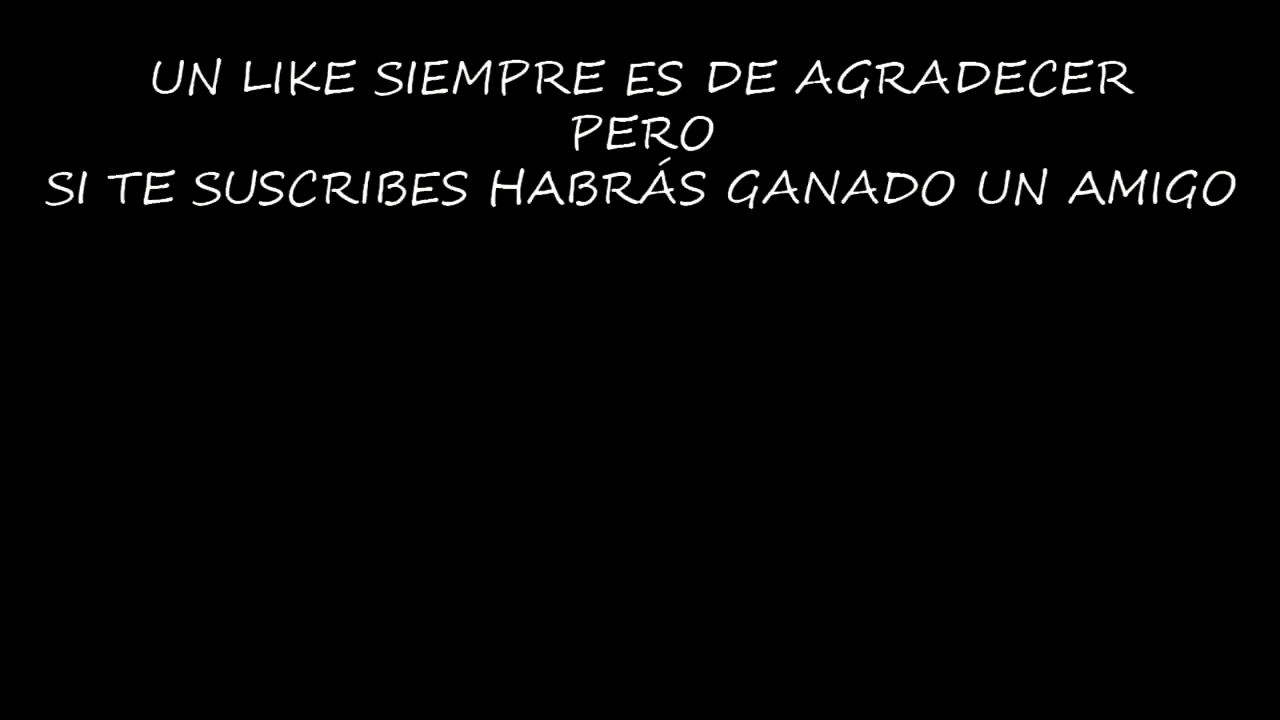 UN LIKE SIEMPRE ES DE AGRADECER
PERO
SI TE SUSCRIBES HABRÁS GANADO UN AMIGO